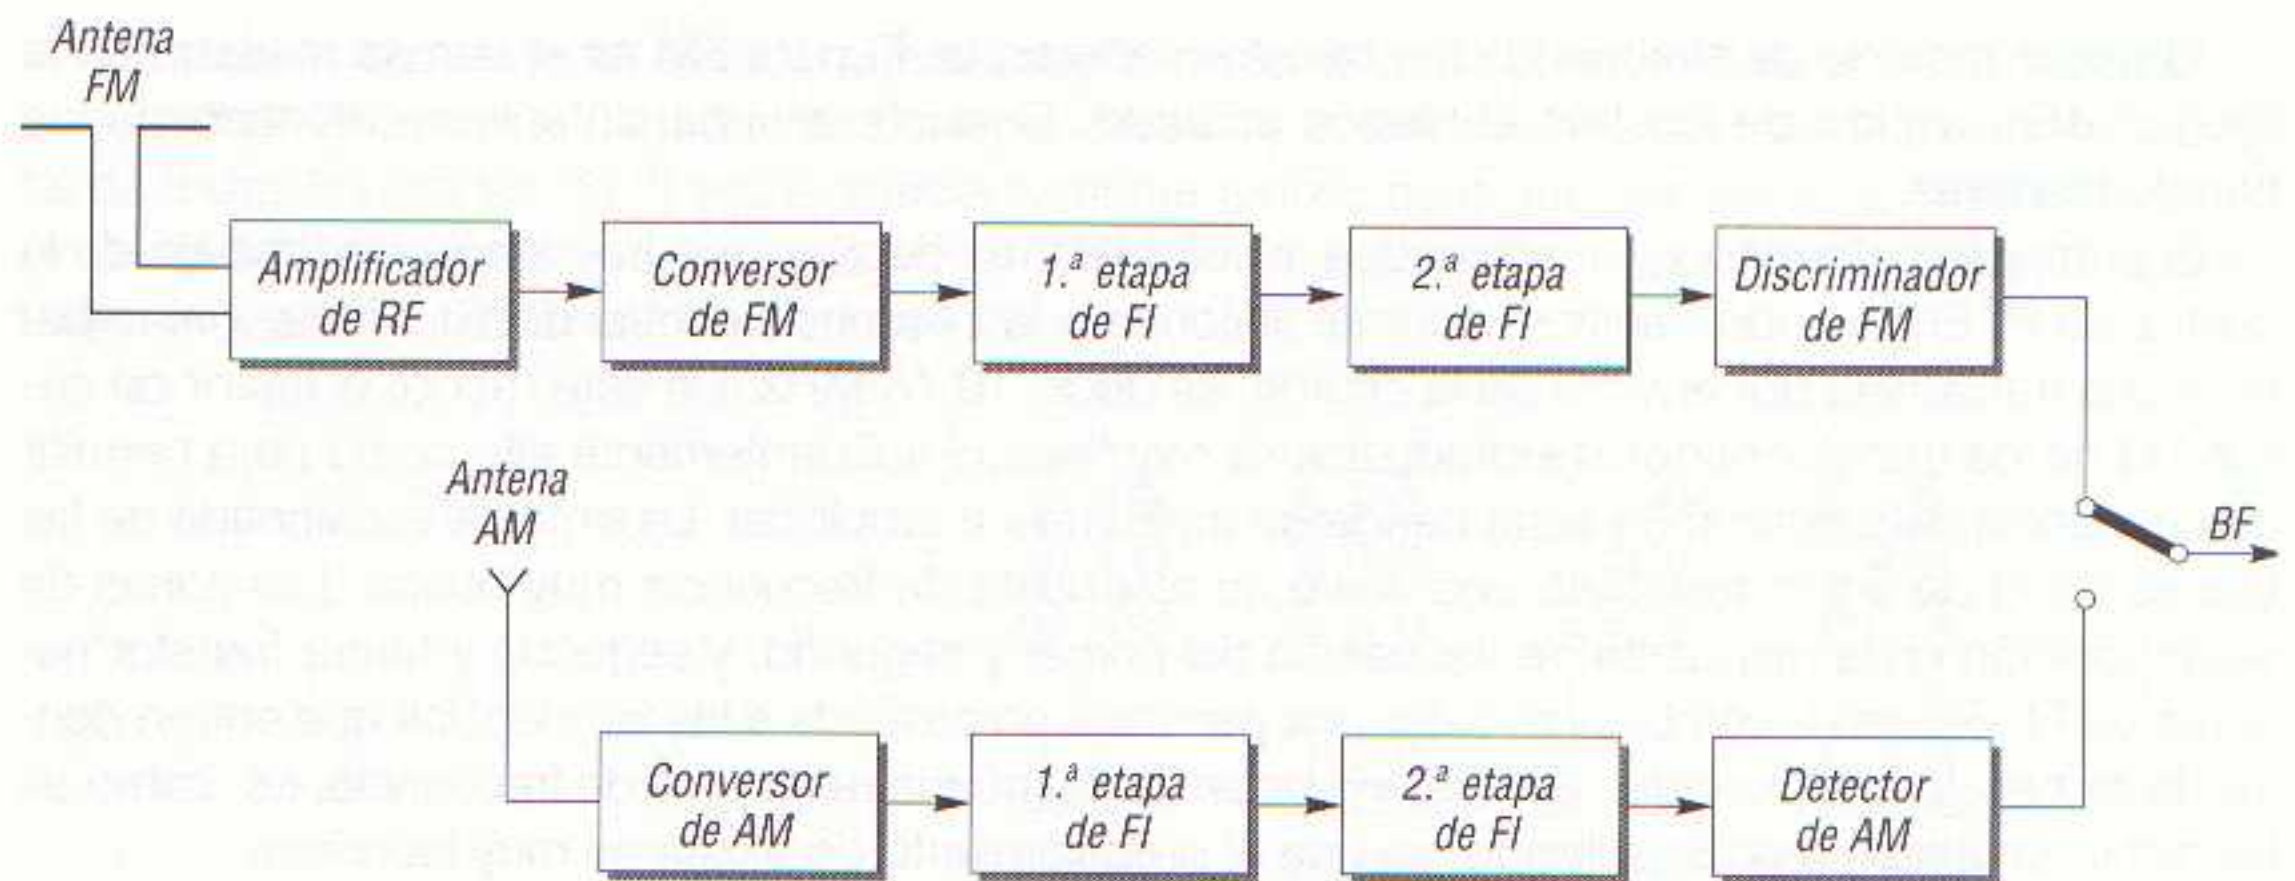 Antena
FM
Amplificador
de RF
Conversor
de FM
1.ª etapa
de FI
2.ª etapa
de FI
Discriminador
de FM
BF
Antena
AM
Conversor
de AM
1.ª etapa
de FI
2.ª etapa
de FI
Detector
de AM